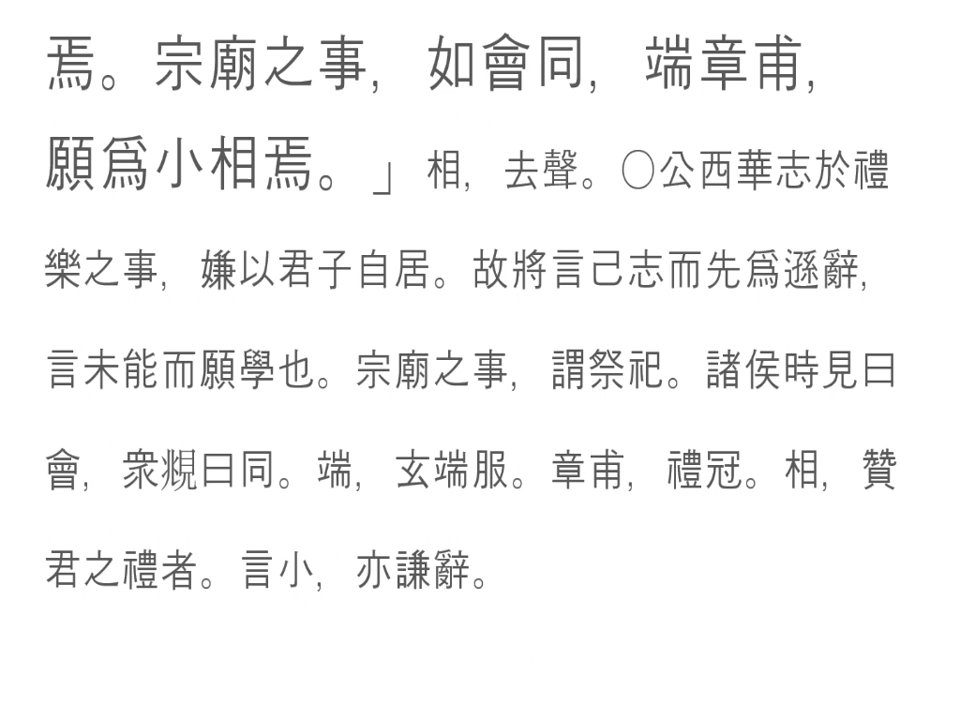 焉。宗廟之事，如會同，端章甫，
願爲小相焉。」相，去聲。〇公西華志於禮
樂之事，嫌以君子自居。故將言己志而先爲遜辭，
言未能而願學也。宗廟之事，謂祭祀。諸侯時見曰
會，衆頫曰同。端，玄端服。章甫，禮冠。相，贊
君之禮者。言小，亦謙辭。